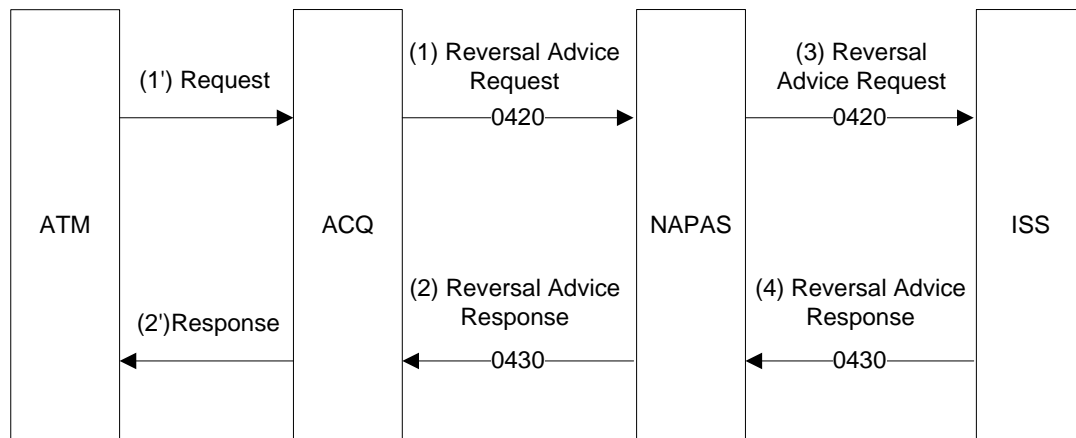 (1') Request
(1) Reversal Advice
Request
0420
(3) Reversal
Advice Request
0420
ATM
ACQ
NAPAS
ISS
(2')Response
(2) Reversal Advice
Response
0430
(4) Reversal Advice
Response
0430